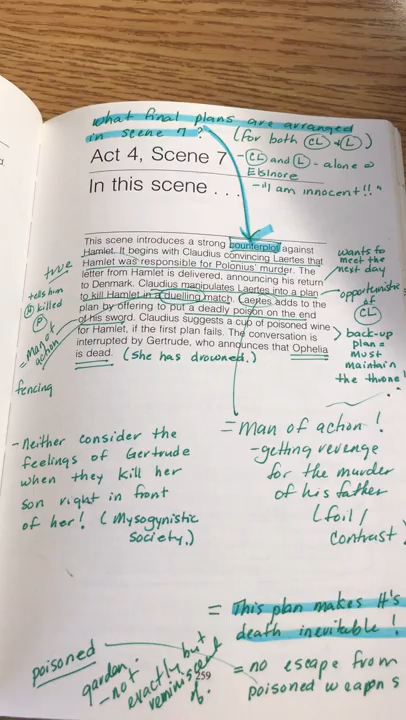 what final plans are arranged
in scene 7?
(for both CL + L)
Act 4, Scene 7
- CL and L - alone @
Elsinore
In this scene . . .
- "I am innocent!!"
This scene introduces a strong counterplot against
Hamlet. It begins with Claudius convincing Laertes that
Hamlet was responsible for Polonius' murder. The
letter from Hamlet is delivered, announcing his return
to Denmark. Claudius manipulates Laertes into a plan
to kill Hamlet in a duelling match. Laertes adds to the
plan by offering to put a deadly poison on the end
of his sword. Claudius suggests a cup of poisoned wine
for Hamlet, if the first plan fails. The conversation is
interrupted by Gertrude, who announces that Ophelia
is dead. (She has drowned.)
wants to
meet the
next day
opportunistic
of
CL
back-up
plan =
must
maintain
the throne!
true
tells him
H killed
P
= Man of
action
fencing
- Neither consider the
feelings of Gertrude
when they kill her
son right in front
of her! (Mysogynistic
society.)
= man of action!
- getting revenge
for the murder
of his father
(foil/
contrast)
= This plan makes H's
death inevitable!
= no escape from
poisoned weapons
poisoned
garden
- not
exactly but
reminiscent
of.
259